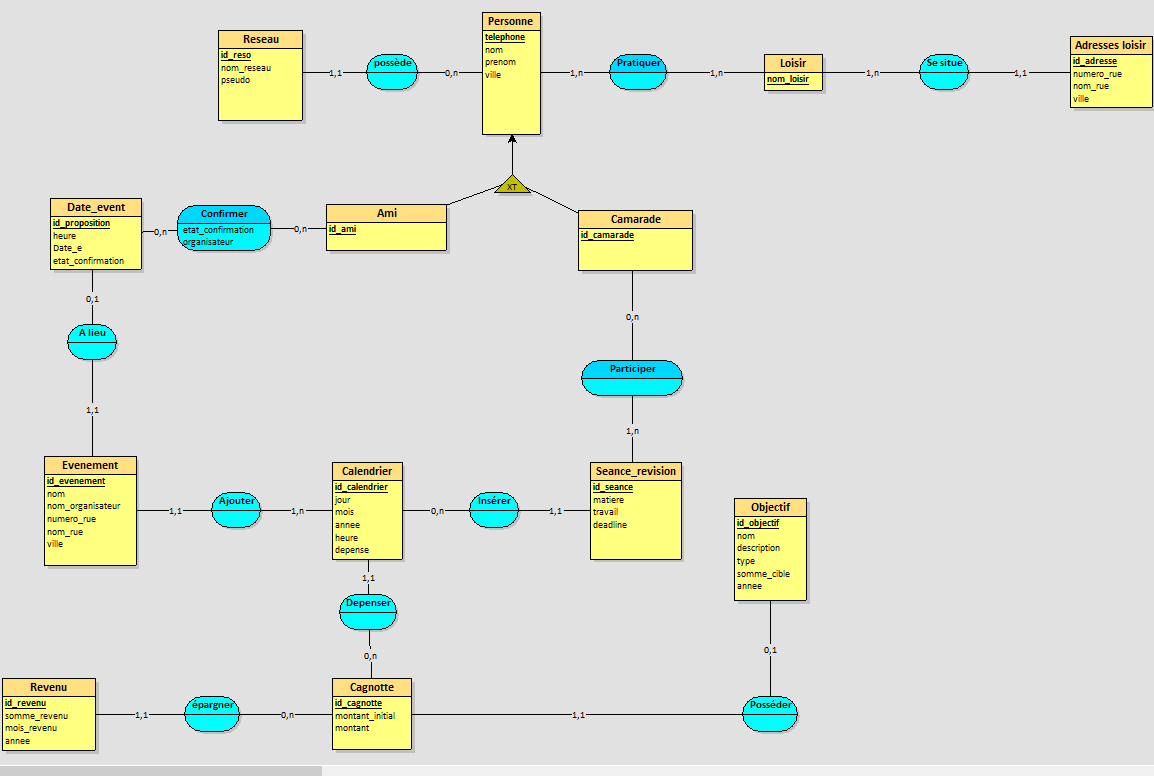 Personne
telephone
nom
prenom
ville
Reseau
id_reso
nom_reseau
pseudo
1,1
possède
0,n
1,n
Pratiquer
1,n
Loisir
nom_loisir
1,n
Se situe
1,1
Adresses loisir
id_adresse
numero_rue
nom_rue
ville
XT
Date_event
id_proposition
heure
Date_e
etat_confirmation
0,n
Confirmer
etat_confirmation
organisateur
0,n
Ami
id_ami
Camarade
id_camarade
0,1
A lieu
1,1
0,n
Participer
1,n
Evenement
id_evenement
nom
nom_organisateur
numero_rue
nom_rue
ville
1,1
Ajouter
1,n
Calendrier
id_calendrier
jour
mois
annee
heure
depense
0,n
Insérer
1,1
Seance_revision
id_seance
matiere
travail
deadline
Objectif
id_objectif
nom
description
type
somme_cible
annee
1,1
Depenser
0,n
0,1
Revenu
id_revenu
somme_revenu
mois_revenu
annee
1,1
épargner
0,n
Cagnotte
id_cagnotte
montant_initial
montant
1,1
Posséder